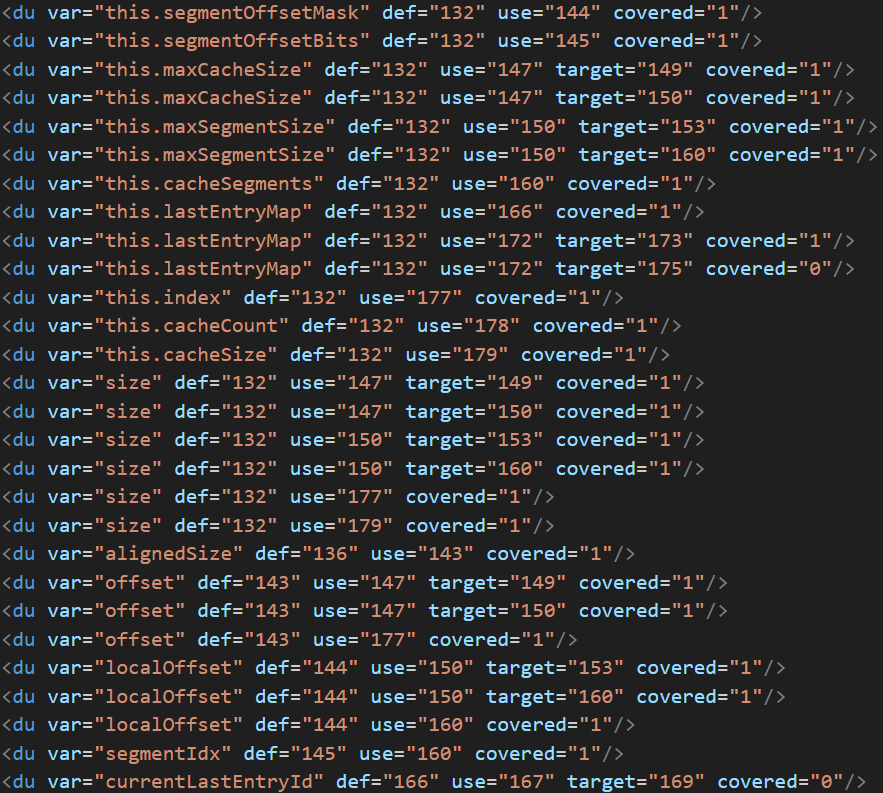 <du var="this.segmentOffsetMask" def="132" use="144" covered="1"/>
<du var="this.segmentOffsetBits" def="132" use="145" covered="1"/>
<du var="this.maxCacheSize" def="132" use="147" target="149" covered="1"/>
<du var="this.maxCacheSize" def="132" use="147" target="150" covered="1"/>
<du var="this.maxSegmentSize" def="132" use="150" target="153" covered="1"/>
<du var="this.maxSegmentSize" def="132" use="150" target="160" covered="1"/>
<du var="this.cacheSegments" def="132" use="160" covered="1"/>
<du var="this.lastEntryMap" def="132" use="166" covered="1"/>
<du var="this.lastEntryMap" def="132" use="172" target="173" covered="1"/>
<du var="this.lastEntryMap" def="132" use="172" target="175" covered="0"/>
<du var="this.index" def="132" use="177" covered="1"/>
<du var="this.cacheCount" def="132" use="178" covered="1"/>
<du var="this.cacheSize" def="132" use="179" covered="1"/>
<du var="size" def="132" use="147" target="149" covered="1"/>
<du var="size" def="132" use="147" target="150" covered="1"/>
<du var="size" def="132" use="150" target="153" covered="1"/>
<du var="size" def="132" use="150" target="160" covered="1"/>
<du var="size" def="132" use="177" covered="1"/>
<du var="size" def="132" use="179" covered="1"/>
<du var="alignedSize" def="136" use="143" covered="1"/>
<du var="offset" def="143" use="147" target="149" covered="1"/>
<du var="offset" def="143" use="147" target="150" covered="1"/>
<du var="offset" def="143" use="177" covered="1"/>
<du var="localOffset" def="144" use="150" target="153" covered="1"/>
<du var="localOffset" def="144" use="150" target="160" covered="1"/>
<du var="localOffset" def="144" use="160" covered="1"/>
<du var="segmentIdx" def="145" use="160" covered="1"/>
<du var="currentLastEntryId" def="166" use="167" target="169" covered="0"/>